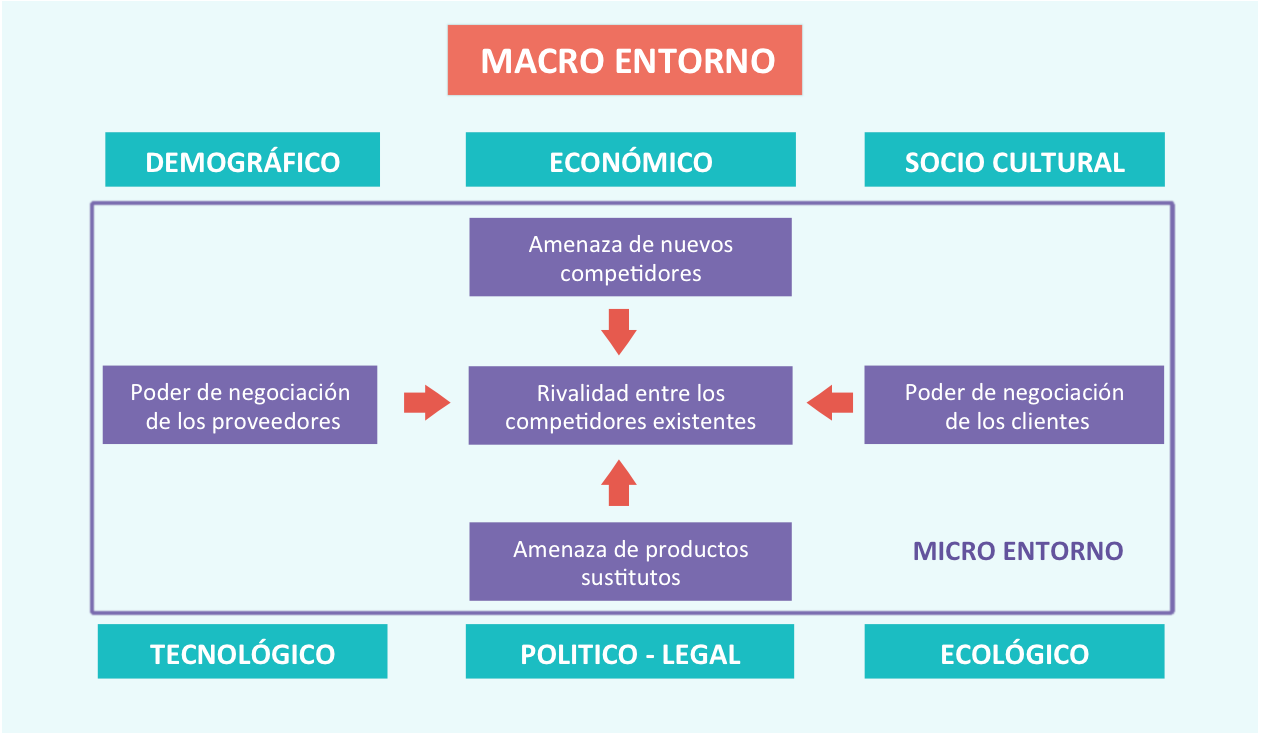 MACRO ENTORNO
DEMOGRÁFICO
ECONÓMICO
SOCIO CULTURAL
Amenaza de nuevos
competidores
Poder de negociación
de los proveedores
Rivalidad entre los
competidores existentes
Poder de negociación
de los clientes
Amenaza de productos
sustitutos
MICRO ENTORNO
TECNOLÓGICO
POLITICO - LEGAL
ECOLÓGICO